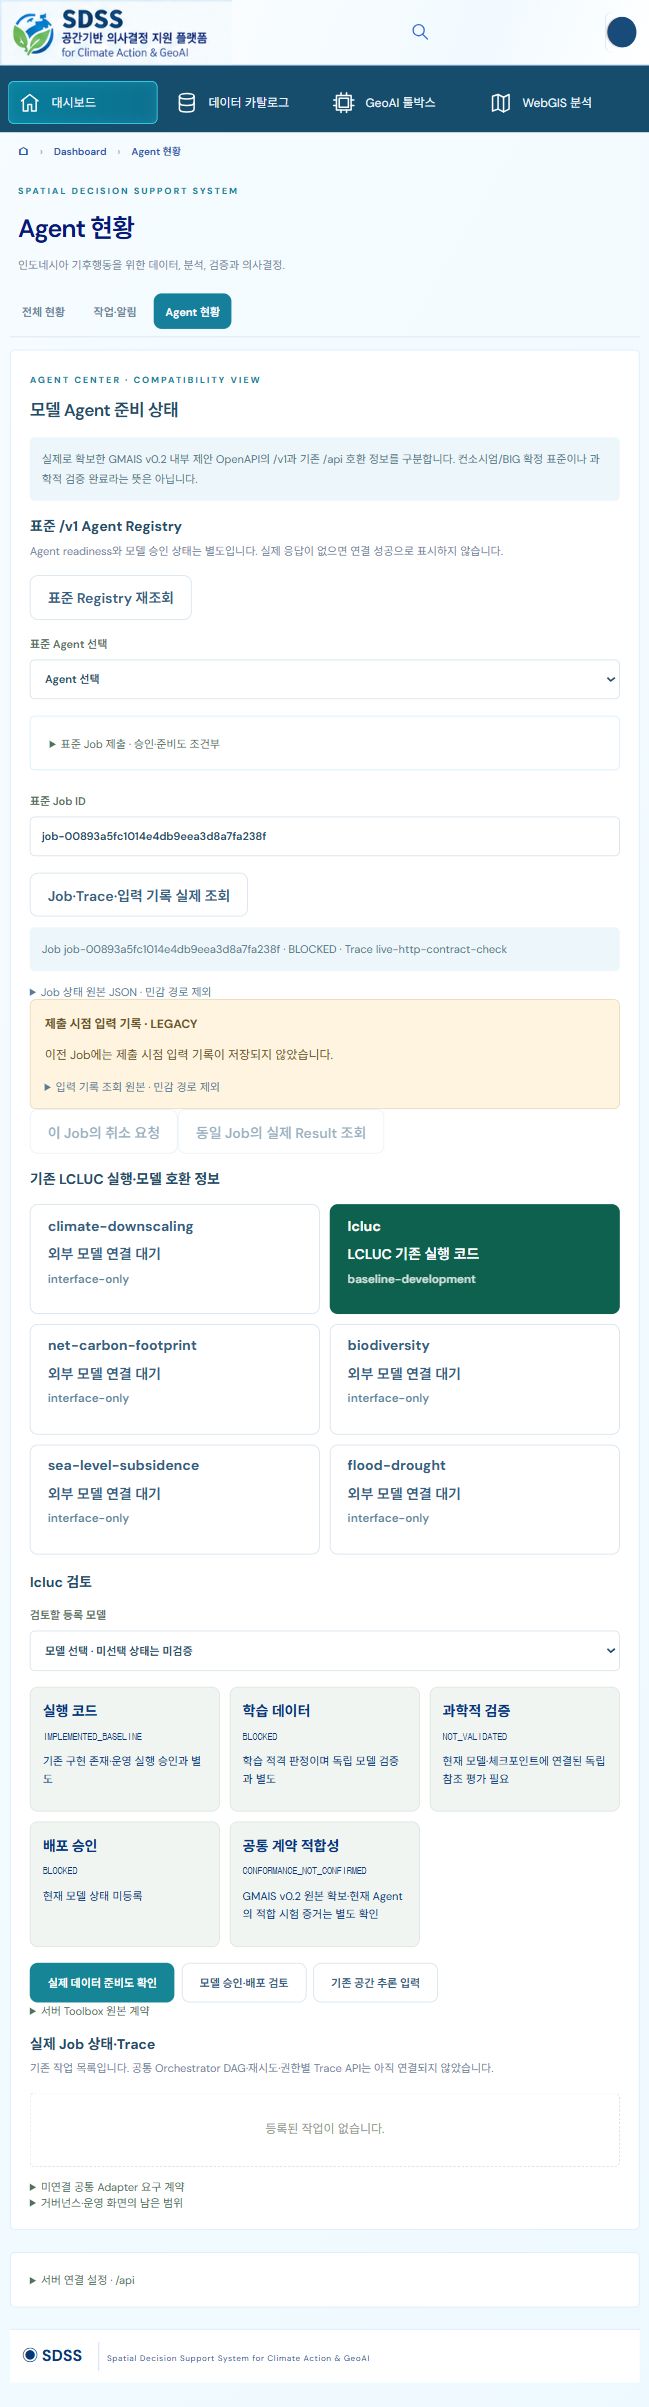 SDSS
공간기반 의사결정 지원 플랫폼
for Climate Action & GeoAI
대시보드
데이터 카탈로그
GeoAI 툴박스
WebGIS 분석
Dashboard
Agent 현황
SPATIAL DECISION SUPPORT SYSTEM
Agent 현황
인도네시아 기후행동을 위한 데이터, 분석, 검증과 의사결정.
전체 현황
작업·알림
Agent 현황
AGENT CENTER · COMPATIBILITY VIEW
모델 Agent 준비 상태
실제로 확보한 GMAIS v0.2 내부 제안 OpenAPI의 /v1과 기존 /api 호환 정보를 구분합니다. 컨소시엄/BIG 확정 표준이나 과
학적 검증 완료라는 뜻은 아닙니다.
표준 /v1 Agent Registry
Agent readiness와 모델 승인 상태는 별도입니다. 실제 응답이 없으면 연결 성공으로 표시하지 않습니다.
표준 Registry 재조회
표준 Agent 선택
Agent 선택
▶ 표준 Job 제출 · 승인·준비도 조건부
표준 Job ID
job-00893a5fc1014e4db9eea3d8a7fa238f
Job·Trace·입력 기록 실제 조회
Job job-00893a5fc1014e4db9eea3d8a7fa238f · BLOCKED · Trace live-http-contract-check
▶ Job 상태 원본 JSON · 민감 경로 제외
제출 시점 입력 기록 · LEGACY
이전 Job에는 제출 시점 입력 기록이 저장되지 않았습니다.
▶ 입력 기록 조회 원본 · 민감 경로 제외
이 Job의 취소 요청
동일 Job의 실제 Result 조회
기존 LCLUC 실행·모델 호환 정보
climate-downscaling
외부 모델 연결 대기
interface-only
lcluc
LCLUC 기존 실행 코드
baseline-development
net-carbon-footprint
외부 모델 연결 대기
interface-only
biodiversity
외부 모델 연결 대기
interface-only
sea-level-subsidence
외부 모델 연결 대기
interface-only
flood-drought
외부 모델 연결 대기
interface-only
lcluc 검토
검토할 등록 모델
모델 선택 · 미선택 상태는 미검증
실행 코드
IMPLEMENTED_BASELINE
기존 구현 존재·운영 실행 승인과 별
도
학습 데이터
BLOCKED
학습 적격 판정이며 독립 모델 검증
과 별도
과학적 검증
NOT_VALIDATED
현재 모델·체크포인트에 연결된 독립
참조 평가 필요
배포 승인
BLOCKED
현재 모델 상태 미등록
공통 계약 적합성
CONFORMANCE_NOT_CONFIRMED
GMAIS v0.2 원본 확보·현재 Agent
의 적합 시험 증거는 별도 확인
실제 데이터 준비도 확인
모델 승인·배포 검토
기존 공간 추론 입력
▶ 서버 Toolbox 원본 계약
실제 Job 상태·Trace
기존 작업 목록입니다. 공통 Orchestrator DAG·재시도·권한별 Trace API는 아직 연결되지 않았습니다.
등록된 작업이 없습니다.
▶ 미연결 공통 Adapter 요구 계약
▶ 거버넌스·운영 화면의 남은 범위
▶ 서버 연결 설정 · /api
SDSS
Spatial Decision Support System for Climate Action & GeoAI